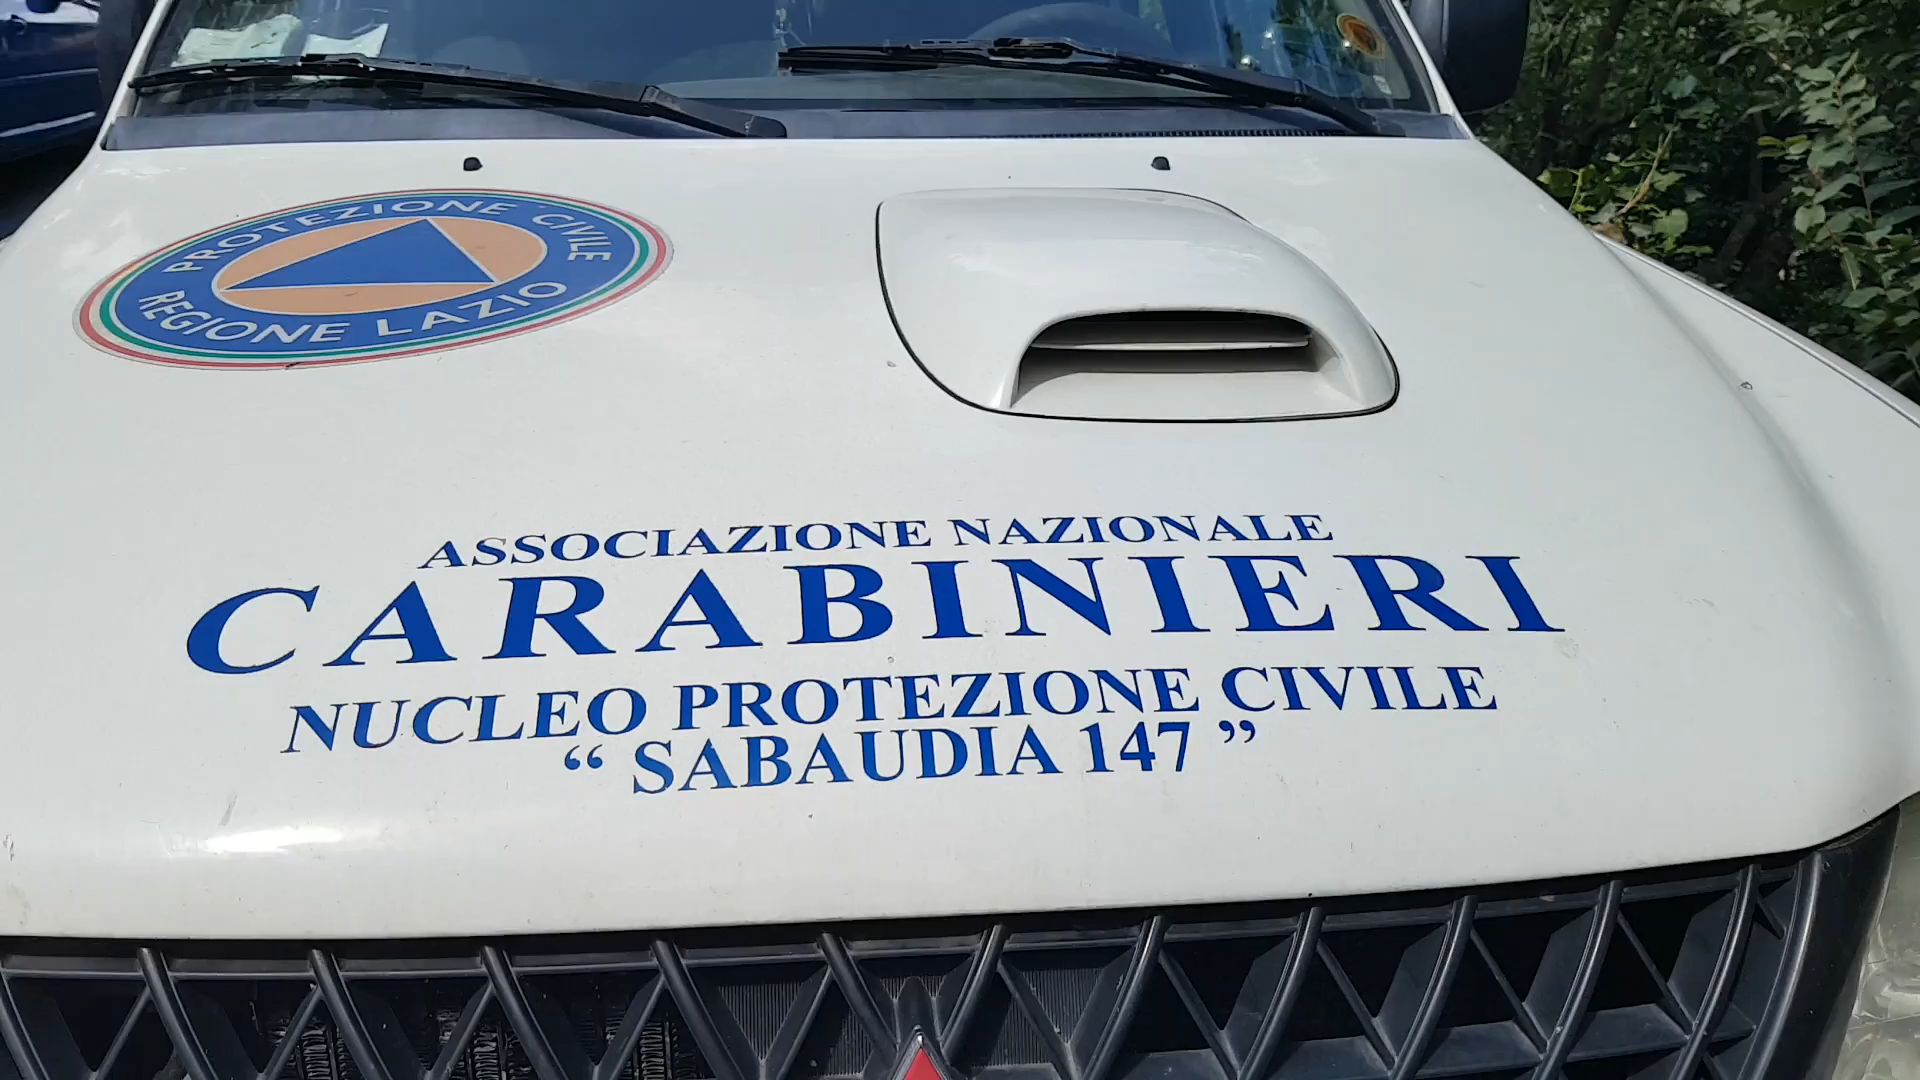 PROTEZIONE CIVILE
REGIONE LAZIO
ASSOCIAZIONE NAZIONALE
CARABINIERI
NUCLEO PROTEZIONE CIVILE
“ SABAUDIA 147 ”